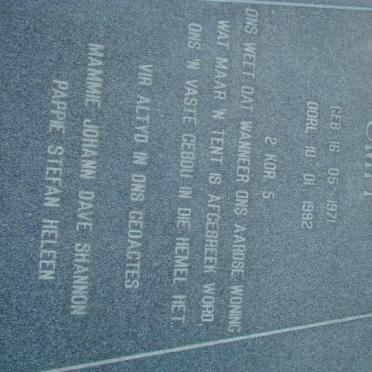 GEB 16 05 1971
OORL 10 01 1992
2 KOR 5
ONS WEET DAT WANNEER ONS AARDSE WONING
WAT MAAR 'N TENT IS AFGEBREEK WORD,
ONS 'N VASTE GEBOU IN DIE HEMEL HET
VIR ALTYD IN ONS GEDAGTES
MAMMIE JOHANN DAVE SHANNON
PAPPIE STEFAN HELEEN